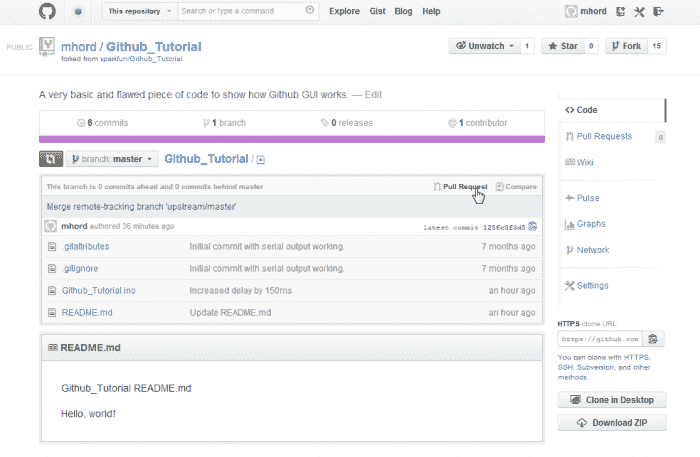 This repository Search or type a command Explore Gist Blog Help mhord
PUBLIC mhord / Github_Tutorial Unwatch 1 Star 0 Fork 15
forked from sparkfun/Github_Tutorial
A very basic and flawed piece of code to show how Github GUI works. — Edit
6 commits 1 branch 0 releases 1 contributor
branch: master Github_Tutorial /
This branch is 0 commits ahead and 0 commits behind master Pull Request Compare
Merge remote-tracking branch 'upstream/master'
mhord authored 36 minutes ago latest commit
.gitattributes Initial commit with serial output working. 7 months ago
.gitignore Initial commit with serial output working. 7 months ago
Github_Tutorial.ino Increased delay by 150ms an hour ago
README.md Update README.md an hour ago
README.md
Github_Tutorial README.md
Hello, world!
Code
Pull Requests 0
Wiki
Pulse
Graphs
Network
Settings
HTTPS clone URL
https://github.com
You can clone with HTTPS,
SSH, Subversion, and other
methods.
Clone in Desktop
Download ZIP